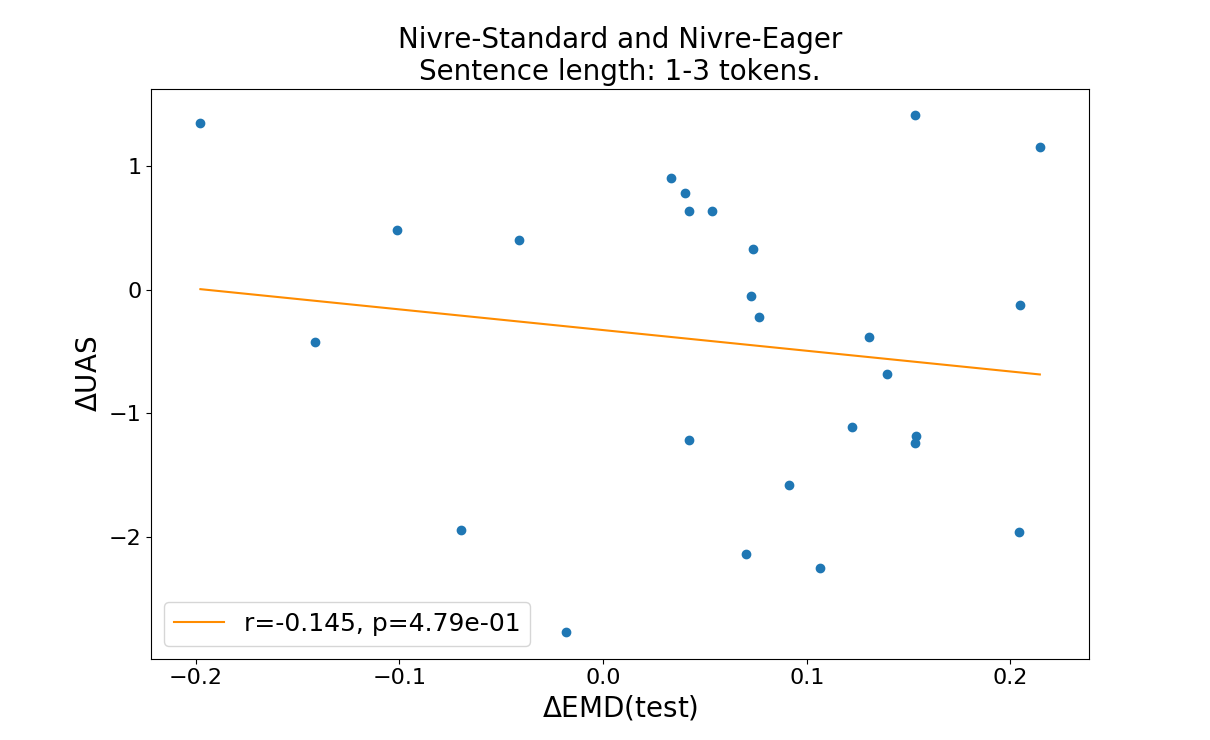 Nivre-Standard and Nivre-Eager
Sentence length: 1-3 tokens.
1
0
−1
−2
ΔUAS
r=-0.145, p=4.79e-01
−0.2
−0.1
0.0
0.1
0.2
ΔEMD(test)